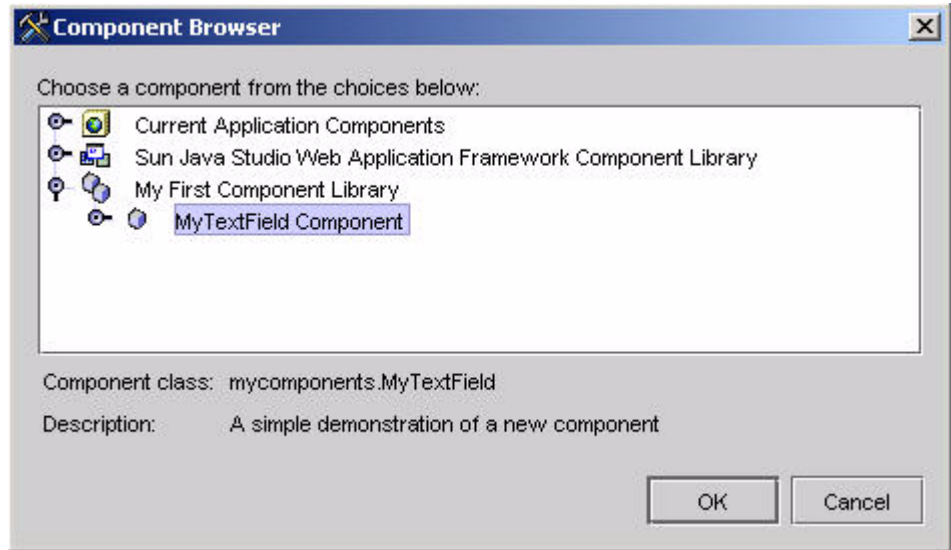 Component Browser
Choose a component from the choices below:
Current Application Components
Sun Java Studio Web Application Framework Component Library
My First Component Library
MyTextField Component
Component class: mycomponents.MyTextField
Description: A simple demonstration of a new component
OK Cancel